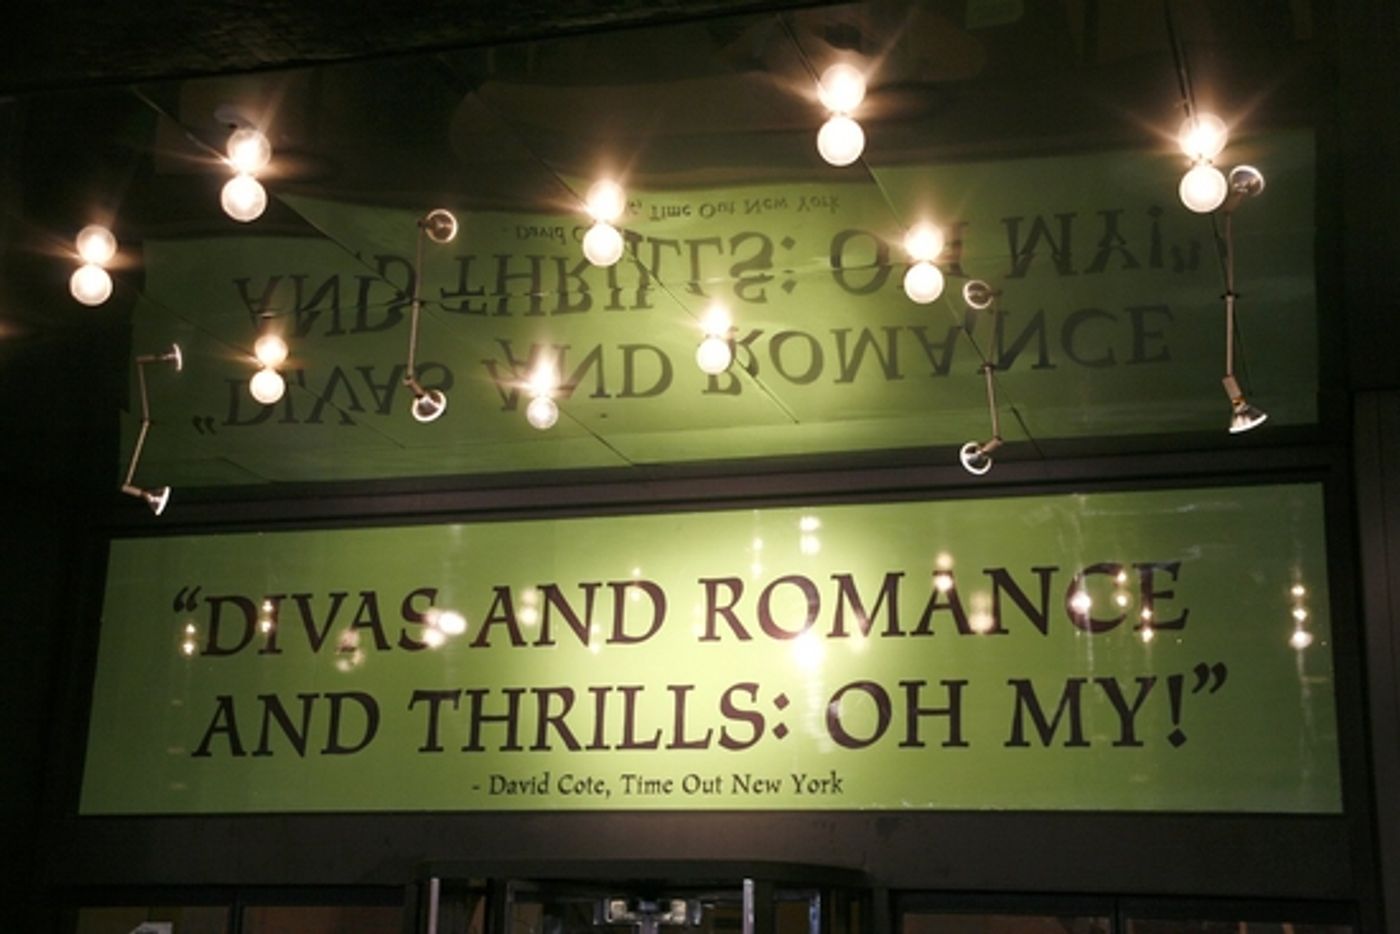 “DIVAS AND ROMANCE
AND THRILLS: OH MY!”
- David Cote, Time Out New York